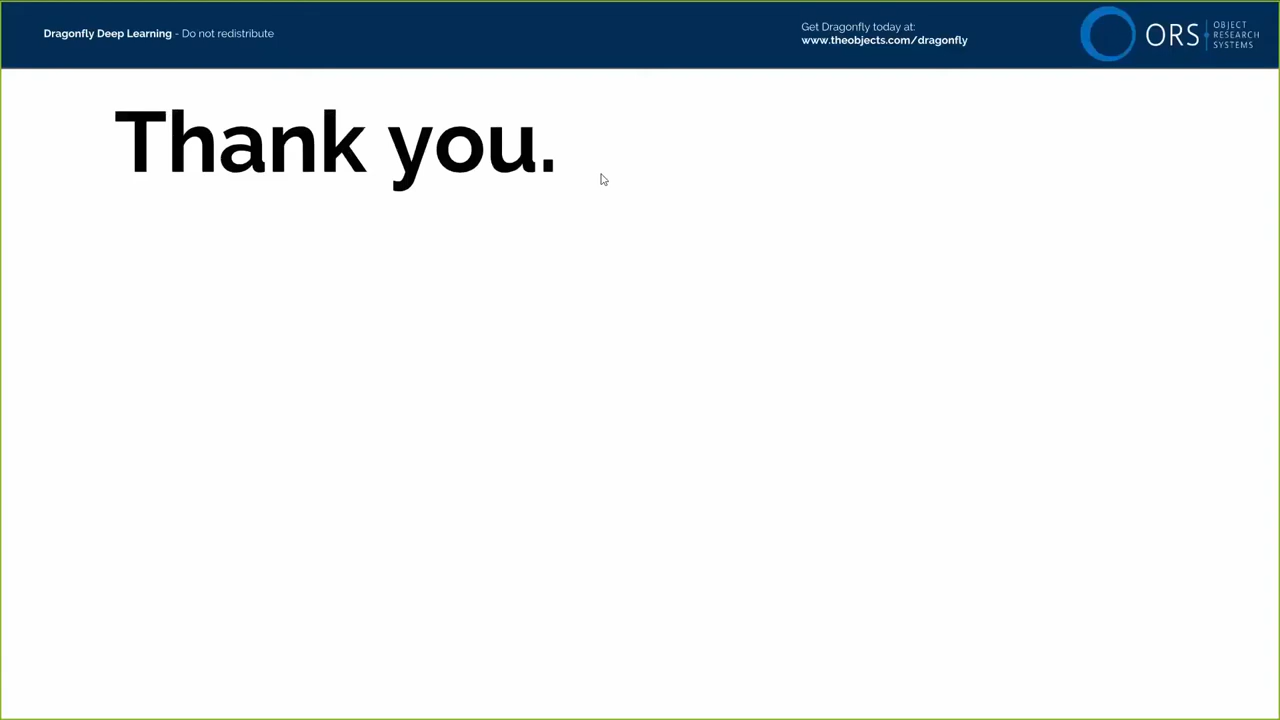 Dragonfly Deep Learning - Do not redistribute
Get Dragonfly today at:
www.theobjects.com/dragonfly
ORS
OBJECT
RESEARCH
SYSTEMS
Thank you.